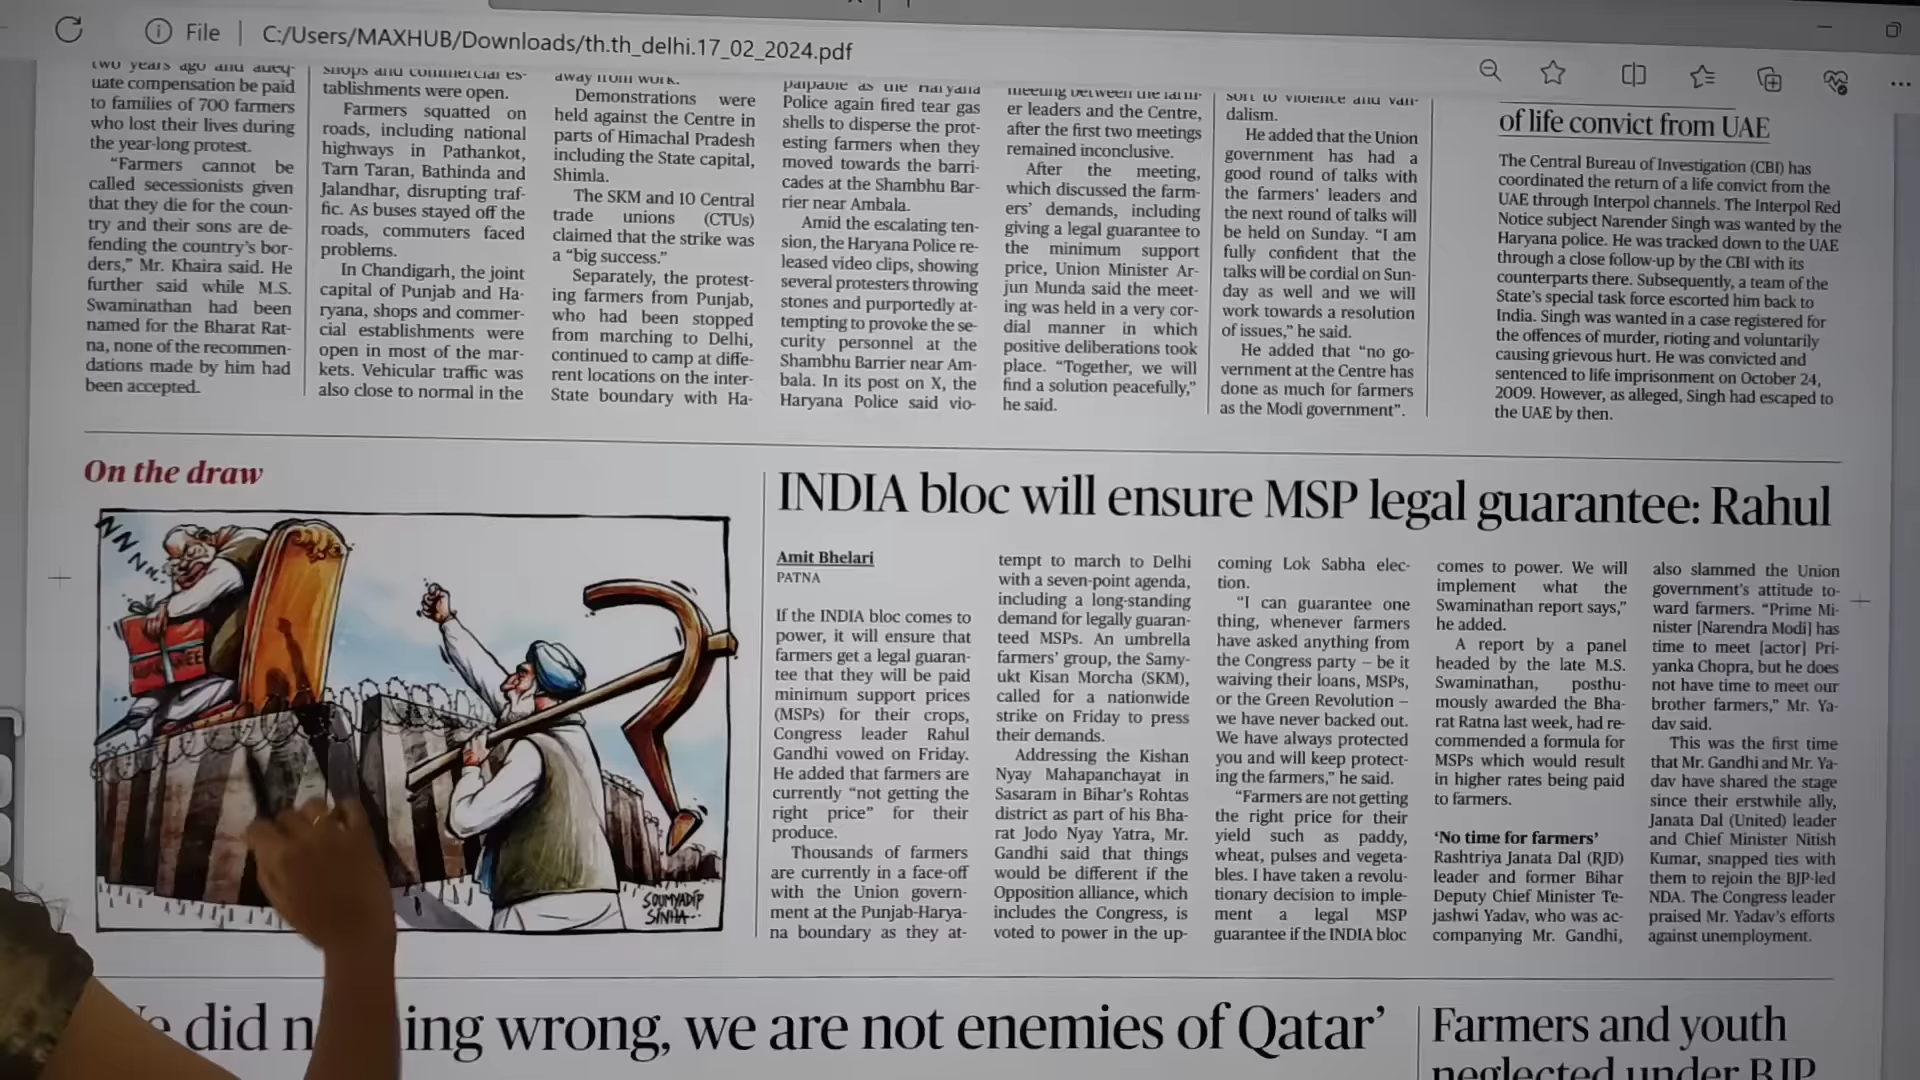 File
C:/Users/MAXHUB/Downloads/th.th_delhi.17_02_2024.pdf
two years ago and adeq-
uate compensation be paid
to families of 700 farmers
who lost their lives during
the year-long protest.
“Farmers cannot be
called secessionists given
that they die for the coun-
try and their sons are de-
fending the country’s bor-
ders,” Mr. Khaira said. He
further said while M.S.
Swaminathan had been
named for the Bharat Rat-
na, none of the recommen-
dations made by him had
been accepted.
shops and commercial es-
tablishments were open.
Farmers squatted on
roads, including national
highways in Pathankot,
Tarn Taran, Bathinda and
Jalandhar, disrupting traf-
fic. As buses stayed off the
roads, commuters faced
problems.
In Chandigarh, the joint
capital of Punjab and Ha-
ryana, shops and commer-
cial establishments were
open in most of the mar-
kets. Vehicular traffic was
also close to normal in the
away from work.
Demonstrations were
held against the Centre in
parts of Himachal Pradesh
including the State capital,
Shimla.
The SKM and 10 Central
trade unions (CTUs)
claimed that the strike was
a “big success.”
Separately, the protest-
ing farmers from Punjab,
who had been stopped
from marching to Delhi,
continued to camp at diffe-
rent locations on the inter-
State boundary with Ha-
palpable as the Haryana
Police again fired tear gas
shells to disperse the prot-
esting farmers when they
moved towards the barri-
cades at the Shambhu Bar-
rier near Ambala.
Amid the escalating ten-
sion, the Haryana Police re-
leased video clips, showing
several protesters throwing
stones and purportedly at-
tempting to provoke the se-
curity personnel at the
Shambhu Barrier near Am-
bala. In its post on X, the
Haryana Police said vio-
meeting between the farm-
er leaders and the Centre,
after the first two meetings
remained inconclusive.
After the meeting,
which discussed the farm-
ers’ demands, including
giving a legal guarantee to
the minimum support
price, Union Minister Ar-
jun Munda said the meet-
ing was held in a very cor-
dial manner in which
positive deliberations took
place. “Together, we will
find a solution peacefully,”
he said.
sort to violence and van-
dalism.
He added that the Union
government has had a
good round of talks with
the farmers’ leaders and
the next round of talks will
be held on Sunday. “I am
fully confident that the
talks will be cordial on Sun-
day as well and we will
work towards a resolution
of issues,” he said.
He added that “no go-
vernment at the Centre has
done as much for farmers
as the Modi government”.
of life convict from UAE
The Central Bureau of Investigation (CBI) has
coordinated the return of a life convict from the
UAE through Interpol channels. The Interpol Red
Notice subject Narender Singh was wanted by the
Haryana police. He was tracked down to the UAE
through a close follow-up by the CBI with its
counterparts there. Subsequently, a team of the
State’s special task force escorted him back to
India. Singh was wanted in a case registered for
the offences of murder, rioting and voluntarily
causing grievous hurt. He was convicted and
sentenced to life imprisonment on October 24,
2009. However, as alleged, Singh had escaped to
the UAE by then.
On the draw
NNNN..
SOUMYADIP
SINHA
INDIA bloc will ensure MSP legal guarantee: Rahul
Amit Bhelari
PATNA
If the INDIA bloc comes to
power, it will ensure that
farmers get a legal guaran-
tee that they will be paid
minimum support prices
(MSPs) for their crops,
Congress leader Rahul
Gandhi vowed on Friday.
He added that farmers are
currently “not getting the
right price” for their
produce.
Thousands of farmers
are currently in a face-off
with the Union govern-
ment at the Punjab-Harya-
na boundary as they at-
tempt to march to Delhi
with a seven-point agenda,
including a long-standing
demand for legally guaran-
teed MSPs. An umbrella
farmers’ group, the Samy-
ukt Kisan Morcha (SKM),
called for a nationwide
strike on Friday to press
their demands.
Addressing the Kishan
Nyay Mahapanchayat in
Sasaram in Bihar’s Rohtas
district as part of his Bha-
rat Jodo Nyay Yatra, Mr.
Gandhi said that things
would be different if the
Opposition alliance, which
includes the Congress, is
voted to power in the up-
coming Lok Sabha elec-
tion.
“I can guarantee one
thing, whenever farmers
have asked anything from
the Congress party – be it
waiving their loans, MSPs,
or the Green Revolution –
we have never backed out.
We have always protected
you and will keep protect-
ing the farmers,” he said.
“Farmers are not getting
the right price for their
yield such as paddy,
wheat, pulses and vegeta-
bles. I have taken a revolu-
tionary decision to imple-
ment a legal MSP
guarantee if the INDIA bloc
comes to power. We will
implement what the
Swaminathan report says,”
he added.
A report by a panel
headed by the late M.S.
Swaminathan, posthu-
mously awarded the Bha-
rat Ratna last week, had re-
commended a formula for
MSPs which would result
in higher rates being paid
to farmers.
‘No time for farmers’
Rashtriya Janata Dal (RJD)
leader and former Bihar
Deputy Chief Minister Te-
jashwi Yadav, who was ac-
companying Mr. Gandhi,
also slammed the Union
government’s attitude to-
ward farmers. “Prime Mi-
nister [Narendra Modi] has
time to meet [actor] Pri-
yanka Chopra, but he does
not have time to meet our
brother farmers,” Mr. Ya-
dav said.
This was the first time
that Mr. Gandhi and Mr. Ya-
dav have shared the stage
since their erstwhile ally,
Janata Dal (United) leader
and Chief Minister Nitish
Kumar, snapped ties with
them to rejoin the BJP-led
NDA. The Congress leader
praised Mr. Yadav’s efforts
against unemployment.
did n ing wrong, we are not enemies of Qatar’
Farmers and youth
neglected under BJP